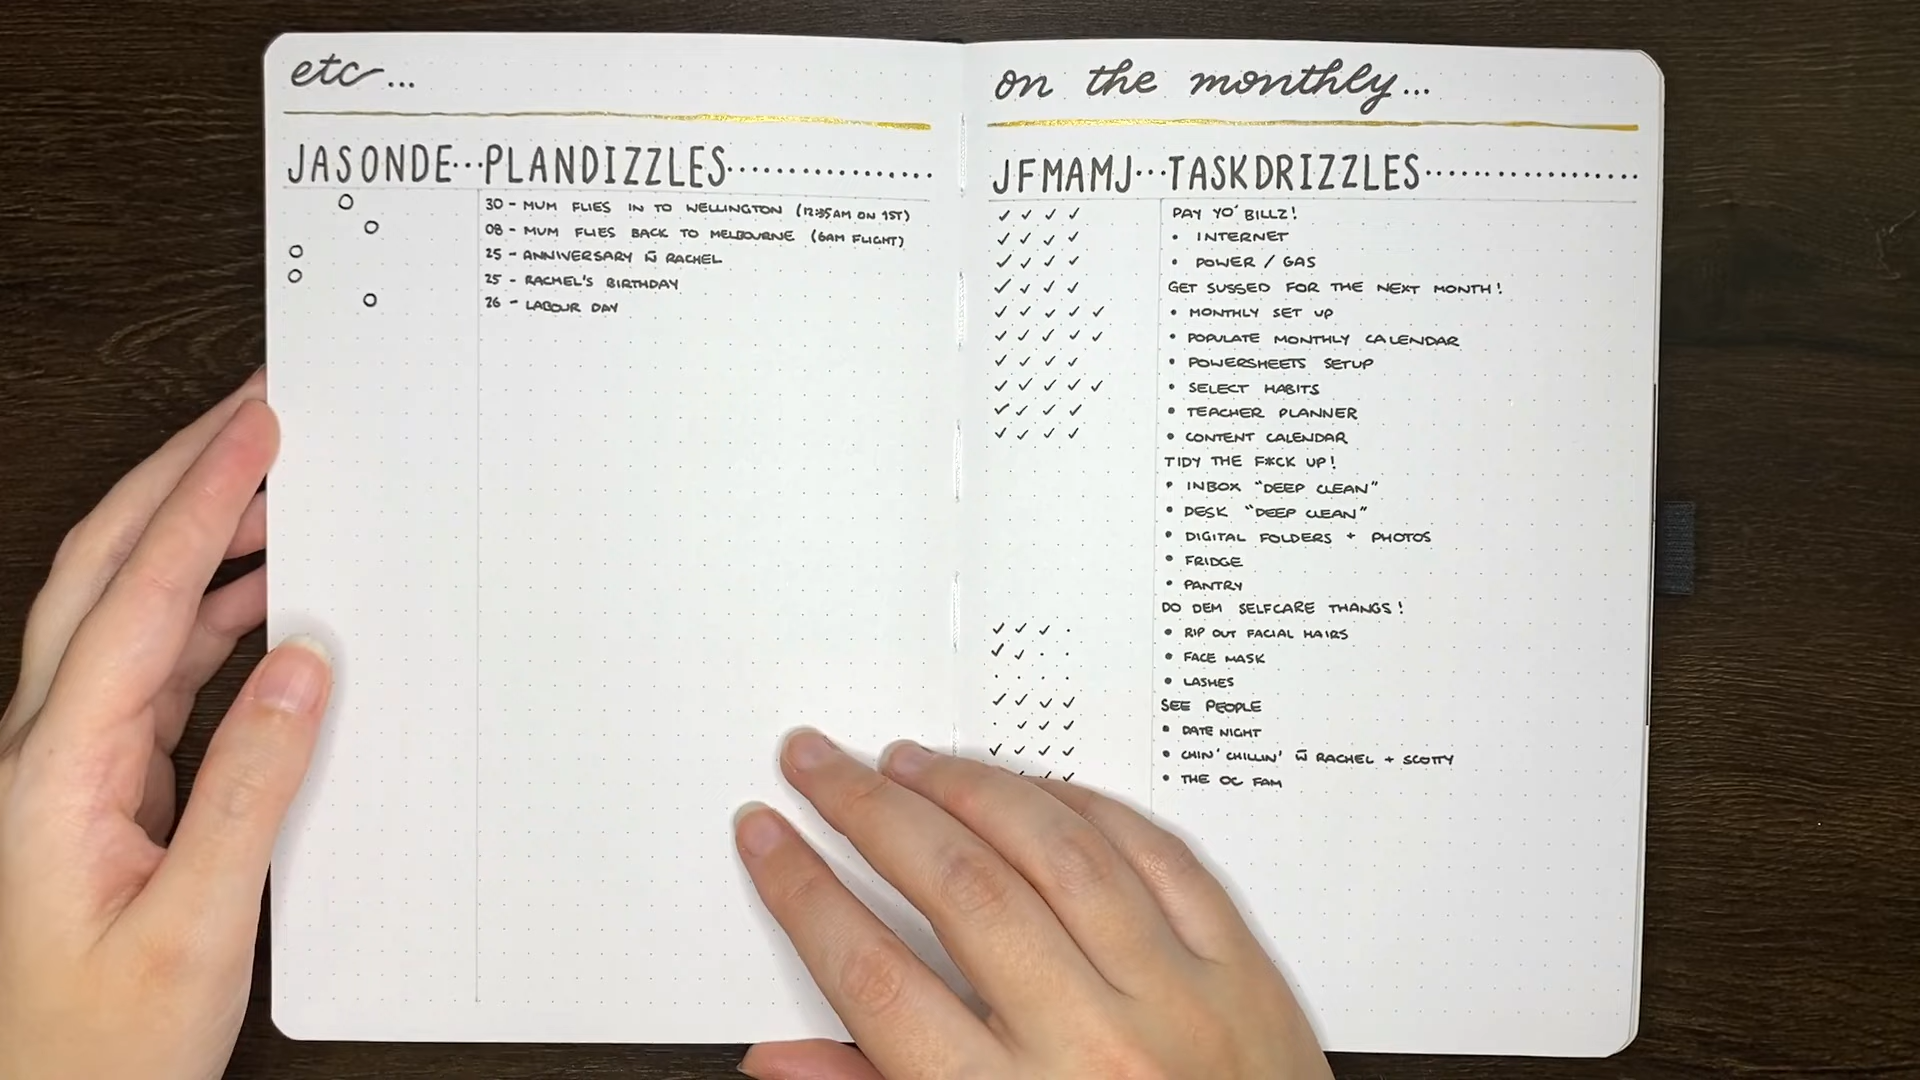 etc...
JASONDE...PLANDIZZLES.................
30 - MUM FLIES IN TO WELLINGTON (12:35AM ON 1ST)
08 - MUM FLIES BACK TO MELBOURNE (6AM FLIGHT)
25 - ANNIVERSARY W̄ RACHEL
25 - RACHEL'S BIRTHDAY
26 - LABOUR DAY
on the monthly...
JFMAMJ...TASKDRIZZLES..................
✓ ✓ ✓ ✓ PAY YO' BILLZ!
✓ ✓ ✓ ✓ • INTERNET
✓ ✓ ✓ ✓ • POWER / GAS
✓ ✓ ✓ ✓ GET SUSSED FOR THE NEXT MONTH!
✓ ✓ ✓ ✓ ✓ • MONTHLY SET UP
✓ ✓ ✓ ✓ ✓ • POPULATE MONTHLY CALENDAR
✓ ✓ ✓ ✓ • POWERSHEETS SETUP
✓ ✓ ✓ ✓ ✓ • SELECT HABITS
✓ ✓ ✓ ✓ • TEACHER PLANNER
✓ ✓ ✓ ✓ • CONTENT CALENDAR
TIDY THE F*CK UP!
• INBOX "DEEP CLEAN"
• DESK "DEEP CLEAN"
• DIGITAL FOLDERS + PHOTOS
• FRIDGE
• PANTRY
DO DEM SELFCARE THANGS!
✓ ✓ ✓ • RIP OUT FACIAL HAIRS
✓ ✓ • FACE MASK
• LASHES
✓ ✓ ✓ ✓ SEE PEOPLE
✓ ✓ ✓ • DATE NIGHT
✓ ✓ ✓ ✓ • CHIN' CHILLIN' W̄ RACHEL + SCOTTY
✓ ✓ • THE OC FAM